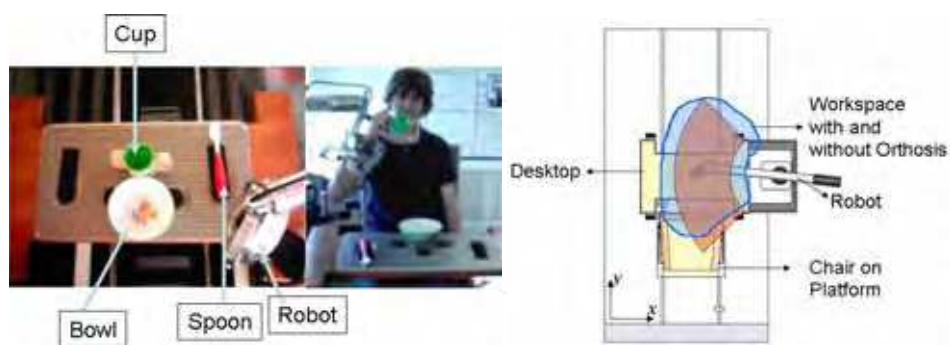 Cup
Bowl
Spoon
Robot
Desktop
Workspace
with and
without Orthosis
Robot
Chair on
Platform
y
x